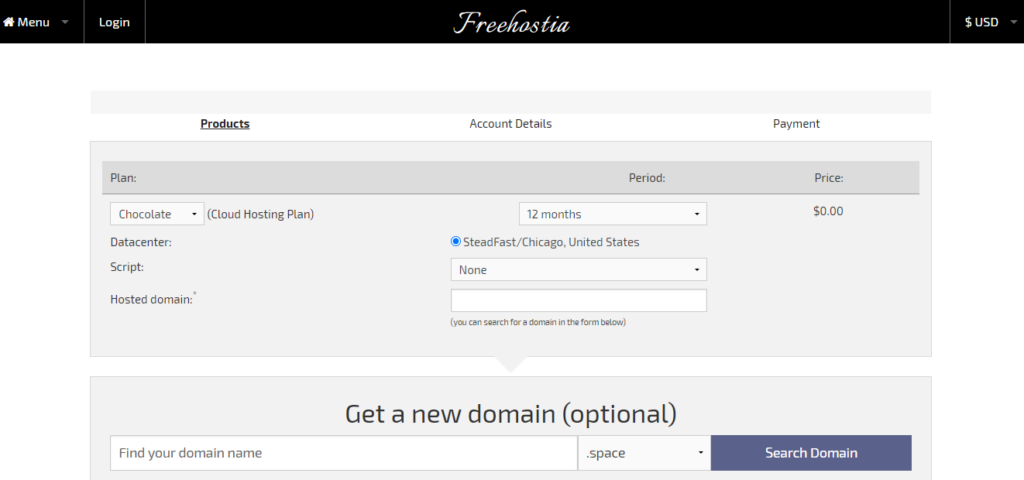 Menu Login Freehostia $ USD
Products Account Details Payment
Plan: Period: Price:
Chocolate (Cloud Hosting Plan) 12 months $0.00
Datacenter: SteadFast/Chicago, United States
Script: None
Hosted domain:*
(you can search for a domain in the form below)
Get a new domain (optional)
Find your domain name .space Search Domain